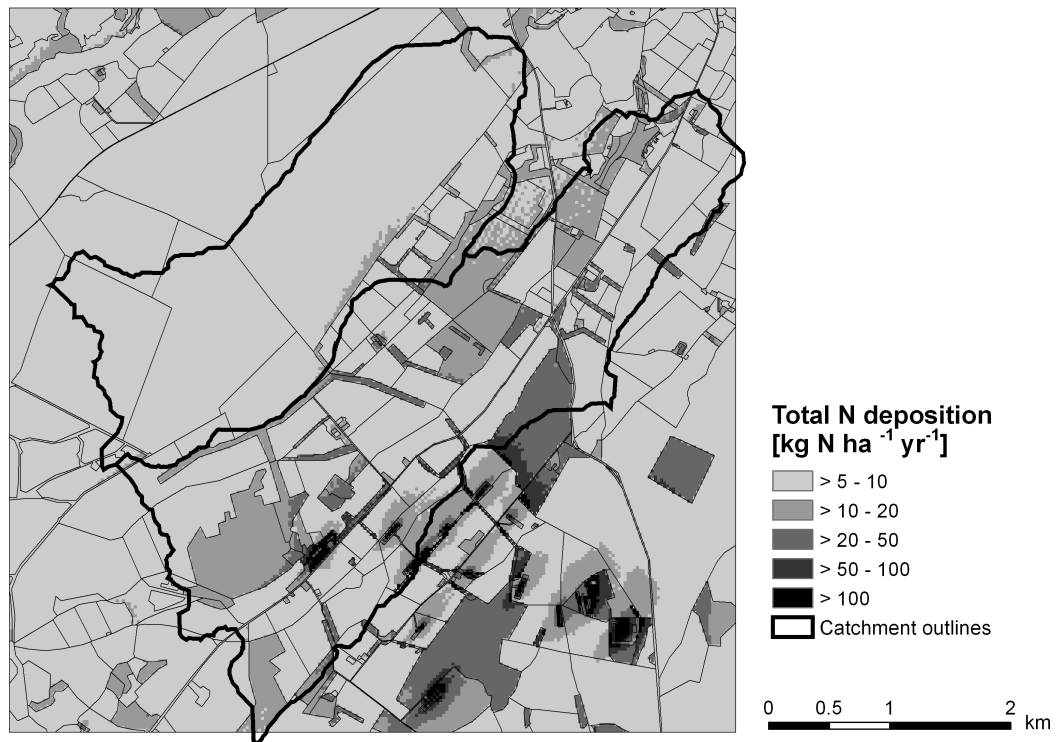 Total N deposition
[kg N ha -1 yr-1]
> 5 - 10
> 10 - 20
> 20 - 50
> 50 - 100
> 100
Catchment outlines
0 0.5 1 2
km